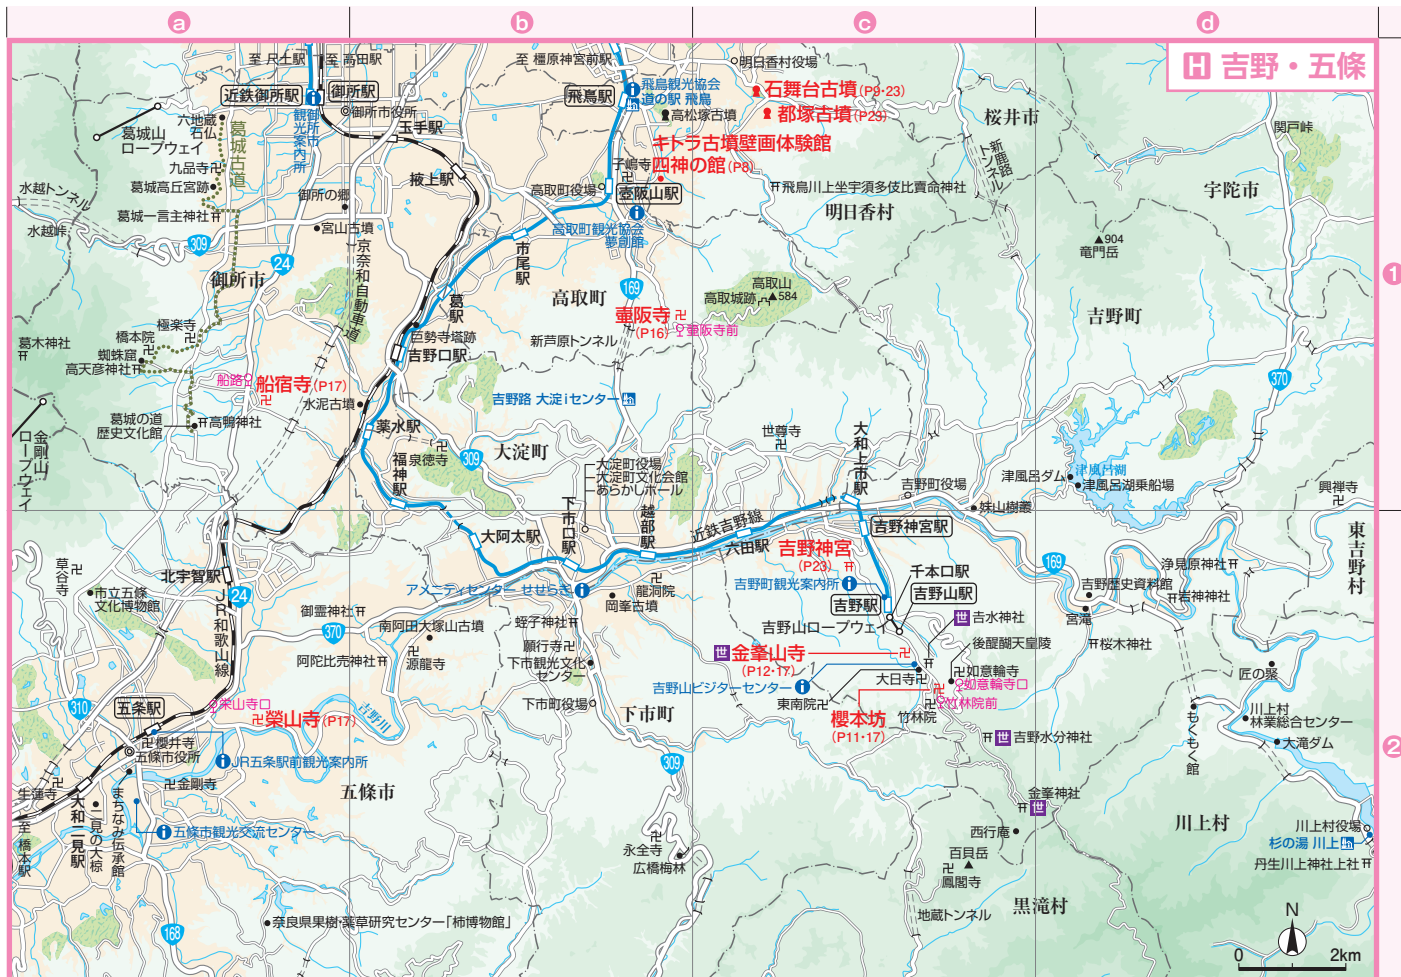 a
b
c
d
H 吉野・五條
至 尺土駅
至 高田駅
近鉄御所駅
御所駅
御所市役所
御所市
観光案内所
玉手駅
葛城山
ロープウェイ
六地蔵
石仏
葛城古道
九品寺
水越トンネル
葛城高丘宮跡
御所の郷
葛城一言主神社
水越峠
宮山古墳
309
24
京奈和自動車道
御所市
掖上駅
至 橿原神宮前駅
飛鳥駅
飛鳥観光協会
道の駅 飛鳥
高松塚古墳
明日香村役場
石舞台古墳(P9・23)
都塚古墳(P23)
キトラ古墳壁画体験館
四神の館(P8)
子嶋寺
高取町役場
壺阪山駅
高取町観光協会
夢創館
飛鳥川上坐宇須多伎比賣命神社
明日香村
桜井市
新鹿路
トンネル
関戸峠
宇陀市
904
竜門岳
1
市尾駅
葛駅
高取町
169
高取山
高取城跡
584
壷阪寺
(P16)
壷阪寺前
吉野町
極楽寺
橋本院
葛木神社
蜘蛛窟
高天彦神社
巨勢寺塔跡
吉野口駅
新芦原トンネル
船路
船宿寺(P17)
370
水泥古墳
吉野路 大淀iセンター
葛城の道
歴史文化館
高鴨神社
金剛山
ロープウェイ
薬水駅
泉徳寺
309
大淀町
福神駅
世尊寺
大和上市駅
大淀町役場
大淀町文化会館
あらかしホール
吉野町役場
津風呂ダム
津風呂湖
津風呂湖乗船場
妹山樹叢
興禅寺
大阿太駅
下市口駅
越部駅
近鉄吉野線
六田駅
吉野神宮駅
吉野神宮
(P23)
東吉野村
草谷寺
北宇智駅
市立五條
文化博物館
24
JR和歌山線
アメニティセンター せせらぎ
龍洞院
岡峯古墳
吉野町観光案内所
千本口駅
吉野山駅
吉野駅
吉野山ロープウェイ
169
浄見原神社
吉野歴史資料館
岩神神社
宮滝
御霊神社
370
南阿田大塚山古墳
蛭子神社
願行寺
世 吉水神社
後醍醐天皇陵
桜木神社
阿陀比売神社
源龍寺
下市観光文化
センター
世 金峯山寺
(P12・17)
大日寺
如意輪寺
如意輪寺口
匠の聚
吉野山ビジターセンター
東南院
竹林院
竹林院前
310
五条駅
栄山寺口
榮山寺(P17)
吉野川
下市町役場
下市町
櫻本坊
(P11・17)
川上村
林業総合センター
もくもく館
世 吉野水分神社
大滝ダム
櫻井寺
五條市役所
JR五条駅前観光案内所
金剛寺
309
2
生蓮寺
五條市
大和二見駅
二見の大椋
まちなみ伝承館
至 橋本駅
五條市観光交流センター
永全寺
広橋梅林
金峯神社
世
西行庵
川上村
川上村役場
杉の湯 川上
丹生川上神社上社
百貝岳
鳳閣寺
黒滝村
地蔵トンネル
奈良県果樹・薬草研究センター「柿博物館」
168
N
0
2km